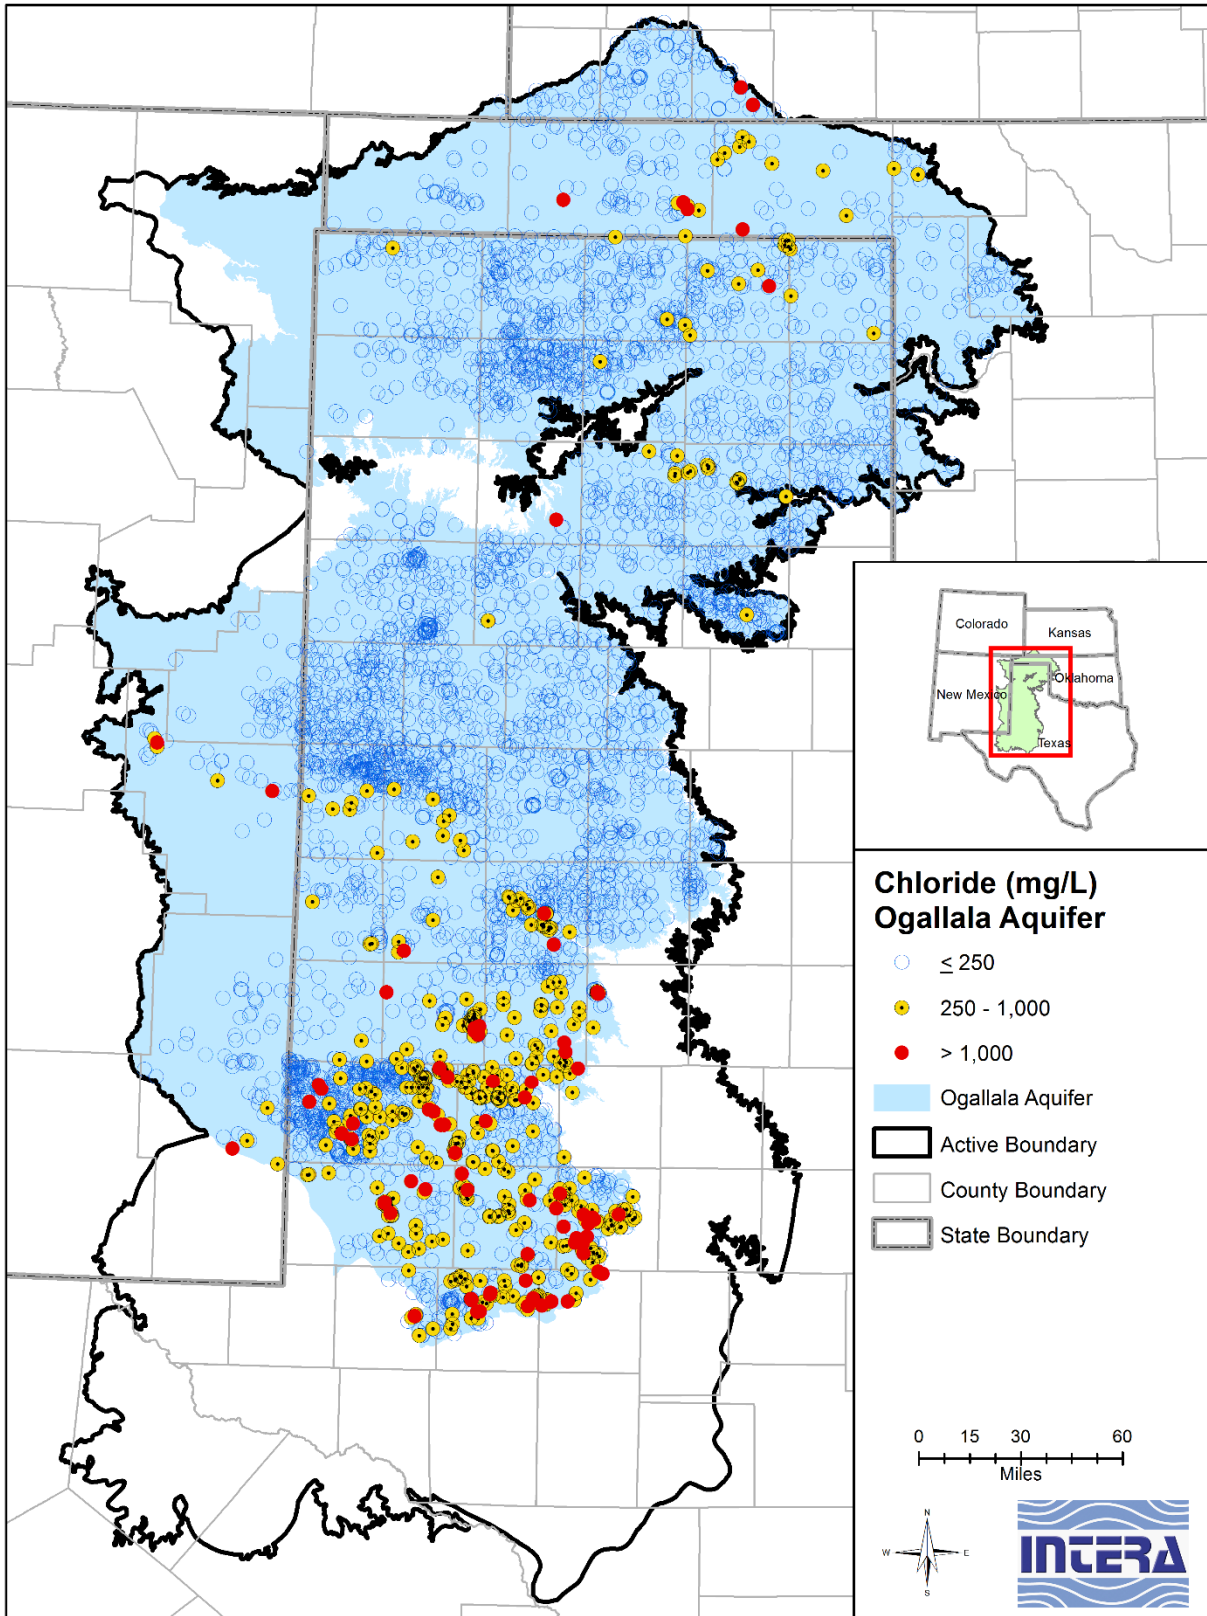 Colorado
Kansas
New Mexico
Oklahoma
Texas
Chloride (mg/L)
Ogallala Aquifer
≤ 250
250 - 1,000
> 1,000
Ogallala Aquifer
Active Boundary
County Boundary
State Boundary
0 15 30 60
Miles
N
W E
S
INTERA